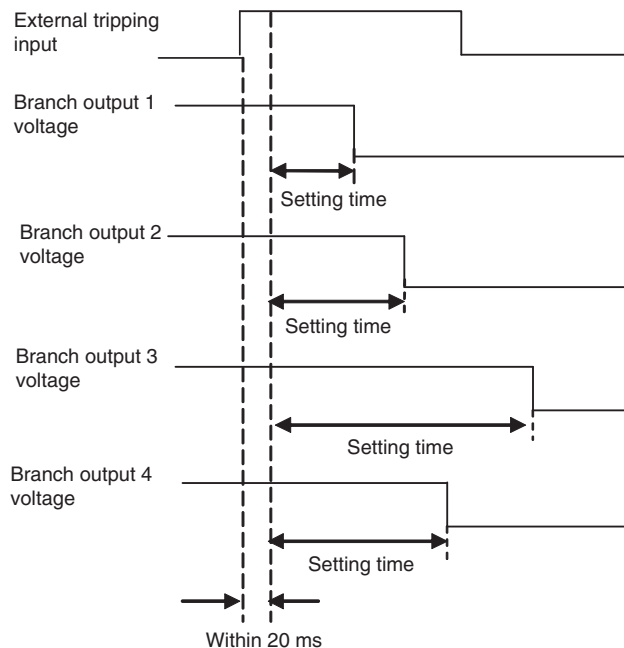 External tripping
input
Branch output 1
voltage
Setting time
Branch output 2
voltage
Setting time
Branch output 3
voltage
Setting time
Branch output 4
voltage
Setting time
Within 20 ms